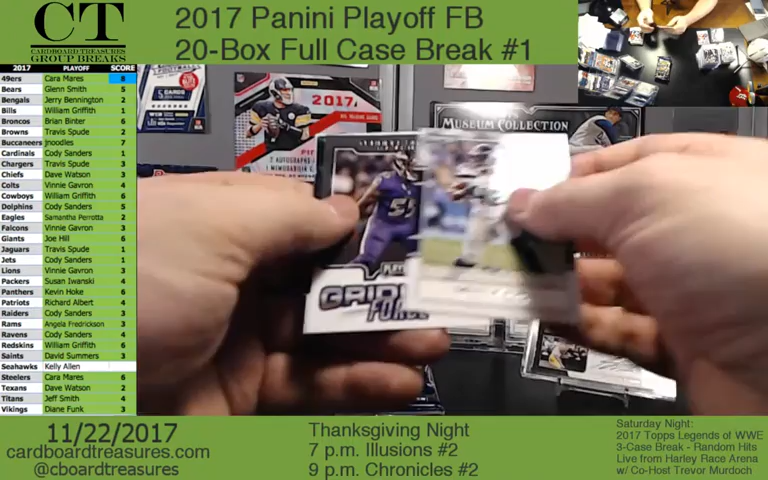 CT
CARDBOARD TREASURES
GROUP BREAKS
2017 Panini Playoff FB
20-Box Full Case Break #1
2017 PLAYOFF SCORE
49ers Cara Mares 8
Bears Glenn Smith 5
Bengals Jerry Bennington 2
Bills William Griffith 1
Broncos Brian Binter 6
Browns Travis Spude 2
Buccaneers Jnoodles 7
Cardinals Cody Sanders 1
Chargers Travis Spude 3
Chiefs Dave Watson 3
Colts Vinnie Gavron 4
Cowboys William Griffith 6
Dolphins Cody Sanders 5
Eagles Samantha Perrotta 2
Falcons Vinnie Gavron 3
Giants Joe Hill 6
Jaguars Travis Spude 1
Jets Cody Sanders 1
Lions Vinnie Gavron 3
Packers Susan Iwanski 4
Panthers Kevin Hoke 6
Patriots Richard Albert 4
Raiders Cody Sanders 3
Rams Angela Fredrickson 3
Ravens Cody Sanders 4
Redskins William Griffith 6
Saints David Summers 3
Seahawks Kelly Allen
Steelers Cara Mares 6
Texans Dave Watson 2
Titans Jeff Smith 4
Vikings Diane Funk 3
2017
MUSEUM COLLECTION
11/22/2017
cardboardtreasures.com
@cboardtreasures
Thanksgiving Night
7 p.m. Illusions #2
9 p.m. Chronicles #2
Saturday Night:
2017 Topps Legends of WWE
3-Case Break - Random Hits
Live from Harley Race Arena
w/ Co-Host Trevor Murdoch